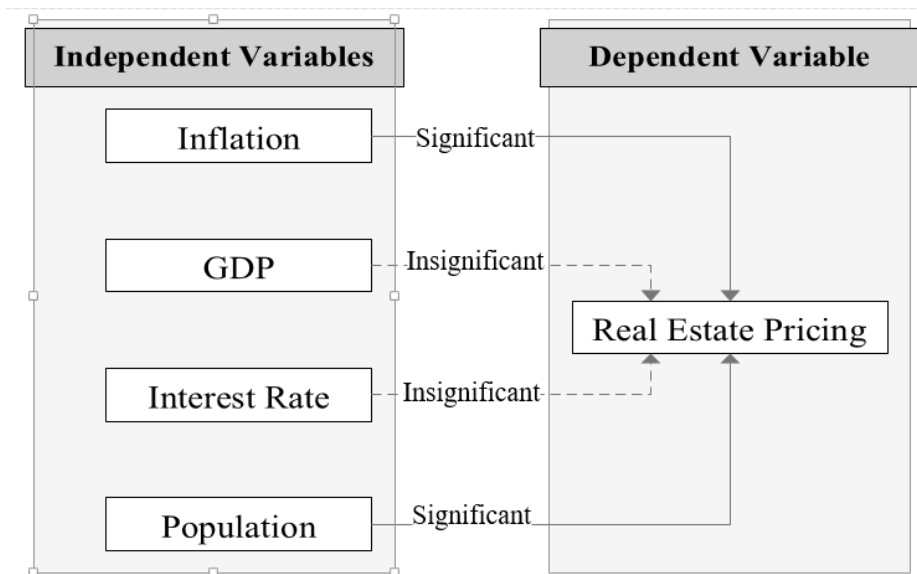 Independent Variables
Dependent Variable
Inflation
Significant
GDP
Insignificant
Real Estate Pricing
Interest Rate
Insignificant
Population
Significant